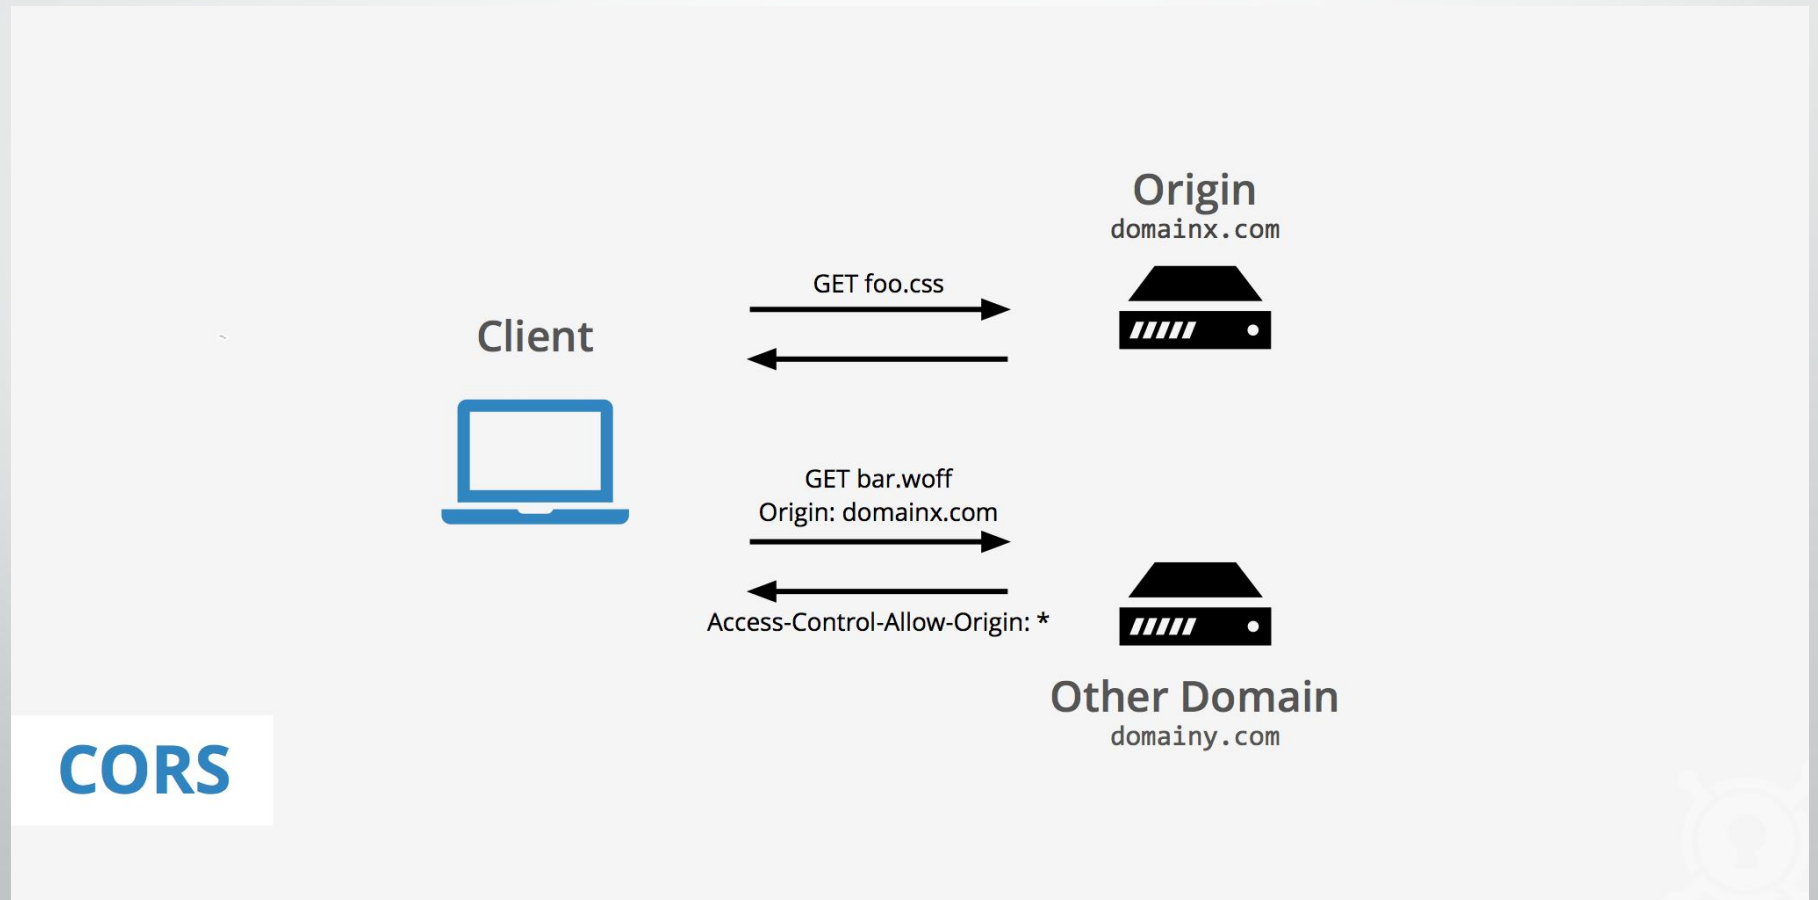 Origin
domainx.com
GET foo.css
Client
GET bar.woff
Origin: domainx.com
Access-Control-Allow-Origin: *
Other Domain
domainy.com
CORS